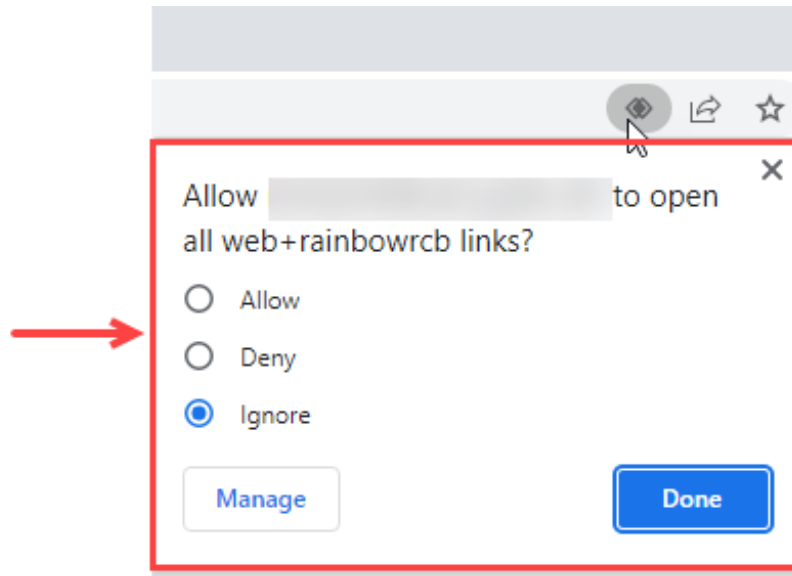 Allow to open
all web+rainbowrcb links?
Allow
Deny
Ignore
Manage
Done